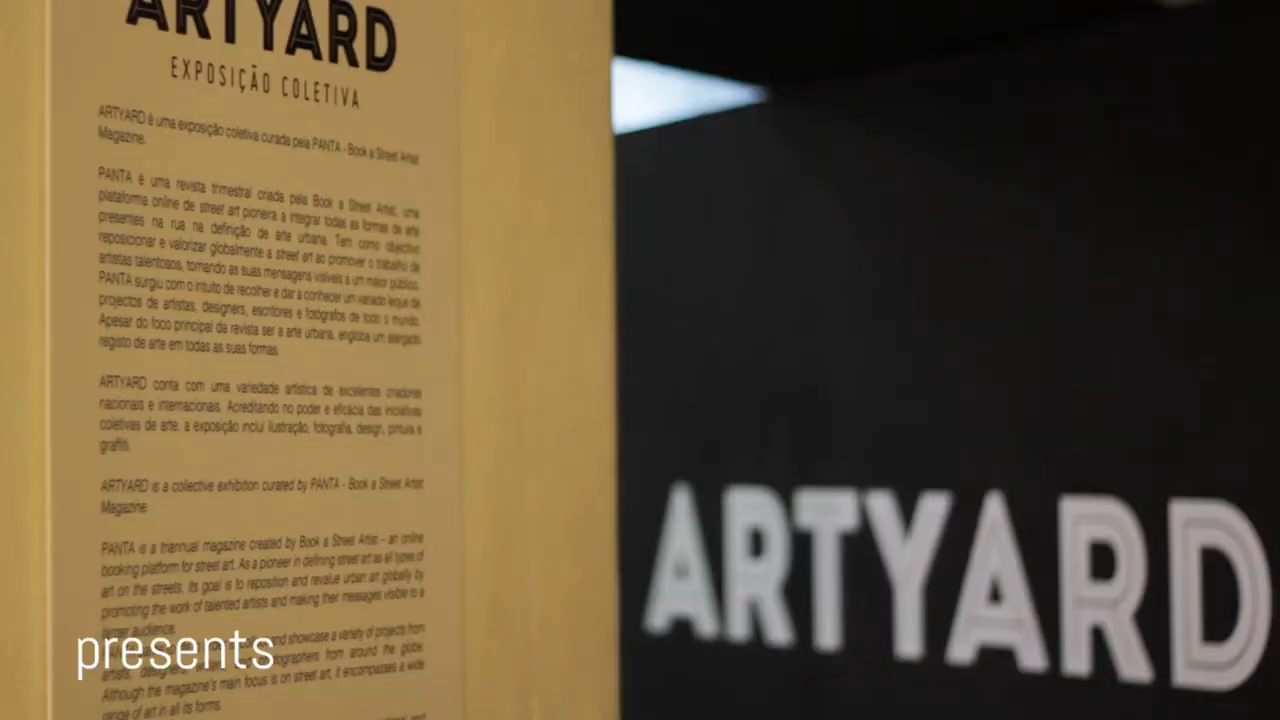 ARTYARD
EXPOSIÇÃO COLETIVA
ARTYARD é uma exposição coletiva curada pela PANTA - Book a Street Artist
Magazine.
PANTA é uma revista trimestral criada pela Book a Street Artist, uma
plataforma online de street art pioneira a integrar todas as formas de arte
presentes na rua na definição de arte urbana. Tem como objectivo
reposicionar e valorizar globalmente a street art ao promover o trabalho de
artistas talentosos, tornando as suas mensagens visíveis a um maior público.
PANTA surgiu com o intuito de recolher e dar a conhecer um variado leque de
projectos de artistas, designers, escritores e fotógrafos de todo o mundo.
Apesar do foco principal da revista ser a arte urbana, engloba um alargado
registo de arte em todas as suas formas.
ARTYARD conta com uma variedade artística de excelentes criadores
nacionais e internacionais. Acreditando no poder e eficácia das iniciativas
coletivas de arte, a exposição inclui ilustração, fotografia, design, pintura e
graffiti.
ARTYARD is a collective exhibition curated by PANTA - Book a Street Artist
Magazine.
PANTA is a triannual magazine created by Book a Street Artist - an online
booking platform for street art. As a pioneer in defining street art as all types of
art on the streets, its goal is to reposition and revalue urban art globally by
promoting the work of talented artists and making their messages visible to a
larger audience.
and showcase a variety of projects from
artists, designers, photographers from around the globe.
Although the magazine's main focus is on street art, it encompasses a wide
range of art in all its forms.
presents
ARTYARD